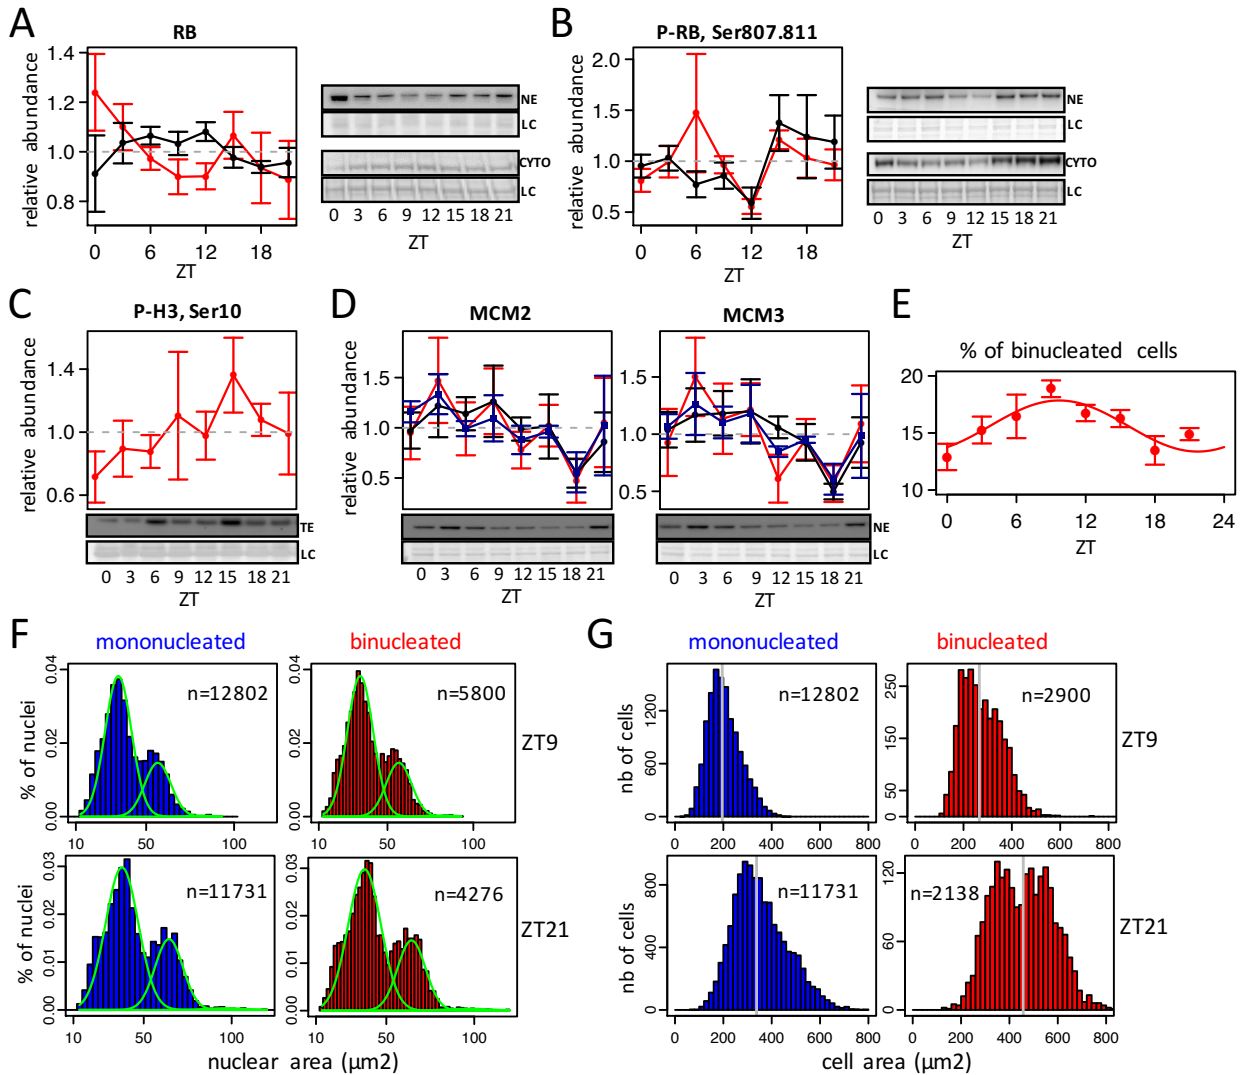 A
RB
relative abundance
1.4
1.2
1.0
0.8
0 6 12 18
ZT
NE
LC
CYTO
LC
0 3 6 9 12 15 18 21
ZT
B
P-RB, Ser807.811
relative abundance
2.0
1.5
1.0
0.5
0 6 12 18
ZT
NE
LC
CYTO
LC
0 3 6 9 12 15 18 21
ZT
C
P-H3, Ser10
relative abundance
1.4
1.0
0.6
TE
LC
0 3 6 9 12 15 18 21
ZT
D
MCM2
relative abundance
1.5
1.0
0.5
0 3 6 9 12 15 18 21
ZT
MCM3
1.5
1.0
0.5
NE
LC
0 3 6 9 12 15 18 21
ZT
E
% of binucleated cells
20
15
10
0 6 12 18 24
ZT
F
mononucleated binucleated
% of nuclei
0.04
0.02
0.00
n=12802
10 50 100
0.04
0.02
0.00
n=5800
10 50 100
ZT9
% of nuclei
0.03
0.02
0.01
0.00
n=11731
10 50 100
0.03
0.02
0.01
0.00
n=4276
10 50 100
ZT21
nuclear area (µm2)
G
mononucleated binucleated
nb of cells
1200
600
0
n=12802
0 200 400 600 800
250
150
50
0
n=2900
0 200 400 600 800
ZT9
nb of cells
800
400
0
n=11731
0 200 400 600 800
120
60
0
n=2138
0 200 400 600 800
ZT21
cell area (µm2)